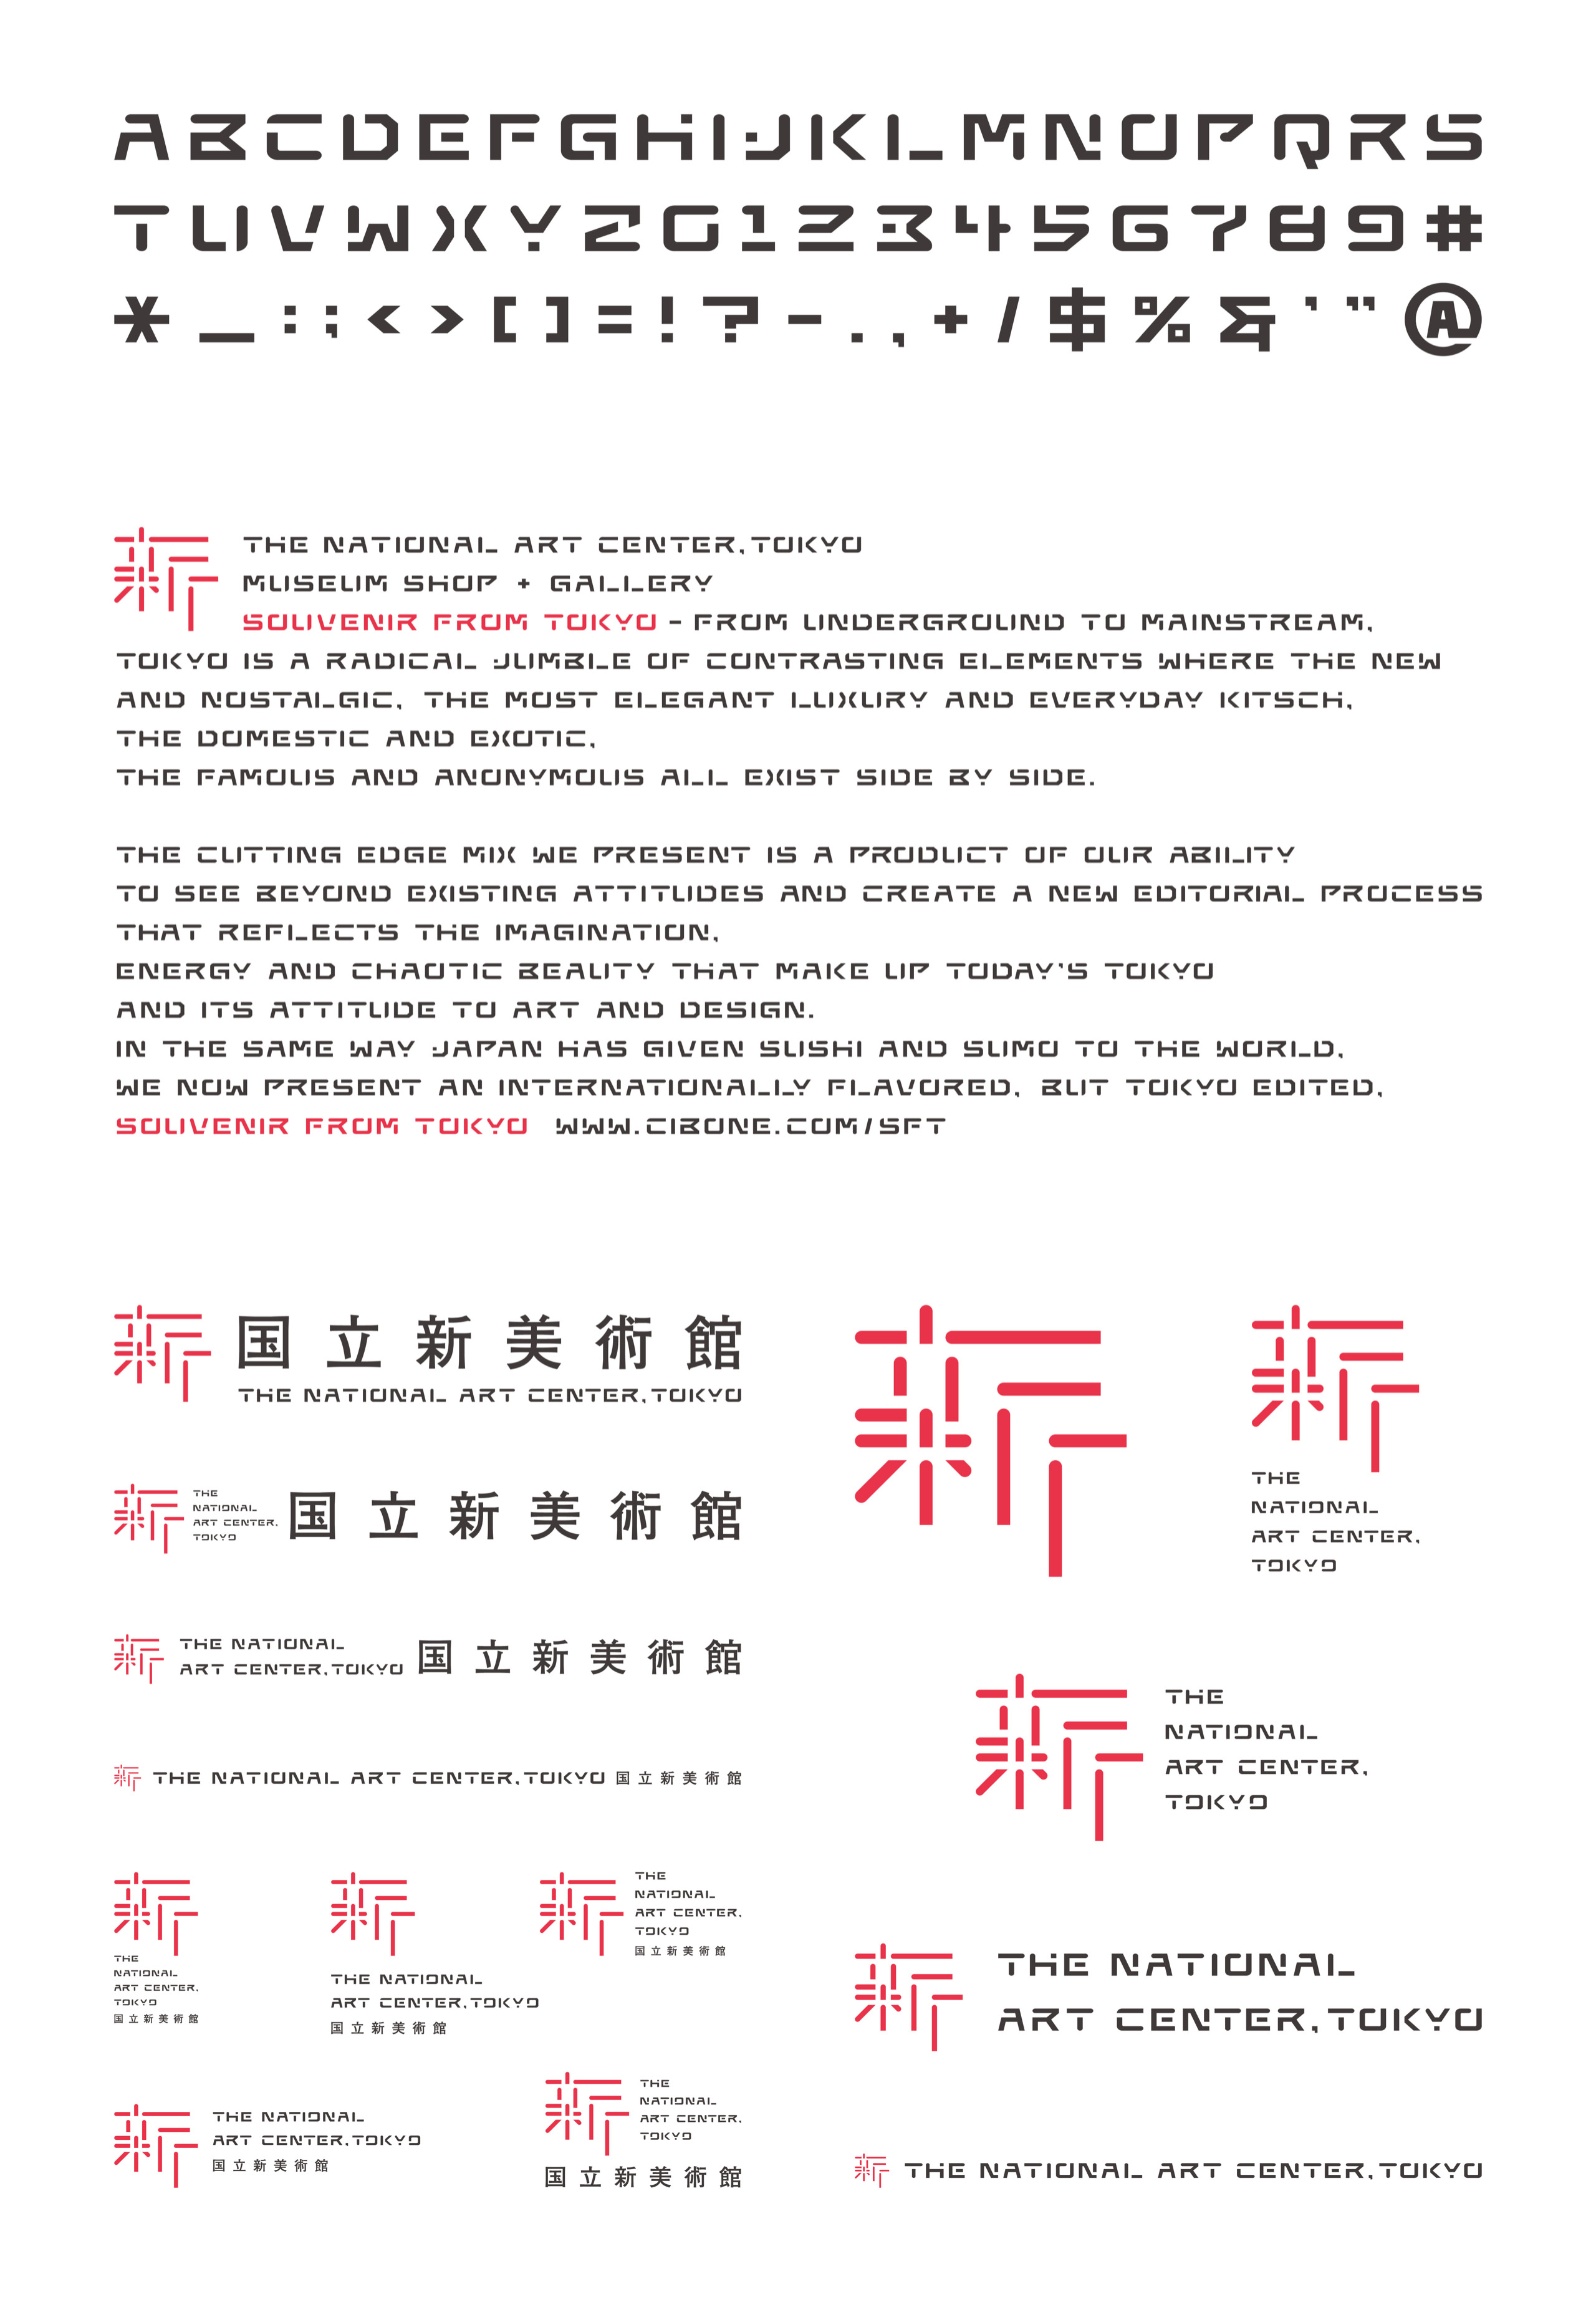 ABCDEFGHIJKLMNOPQRS
TUVWXYZ0123456789#
*_:;<>[]=!?-.,+/$%&'"@
新 THE NATIONAL ART CENTER,TOKYO
MUSEUM SHOP + GALLERY
SOUVENIR FROM TOKYO - FROM UNDERGROUND TO MAINSTREAM,
TOKYO IS A RADICAL JUMBLE OF CONTRASTING ELEMENTS WHERE THE NEW
AND NOSTALGIC, THE MOST ELEGANT LUXURY AND EVERYDAY KITSCH,
THE DOMESTIC AND EXOTIC,
THE FAMOUS AND ANONYMOUS ALL EXIST SIDE BY SIDE.
THE CUTTING EDGE MIX WE PRESENT IS A PRODUCT OF OUR ABILITY
TO SEE BEYOND EXISTING ATTITUDES AND CREATE A NEW EDITORIAL PROCESS
THAT REFLECTS THE IMAGINATION,
ENERGY AND CHAOTIC BEAUTY THAT MAKE UP TODAY'S TOKYO
AND ITS ATTITUDE TO ART AND DESIGN.
IN THE SAME WAY JAPAN HAS GIVEN SUSHI AND SUMO TO THE WORLD,
WE NOW PRESENT AN INTERNATIONALLY FLAVORED, BUT TOKYO EDITED,
SOUVENIR FROM TOKYO WWW.CIBONE.COM/SFT
新 国立新美術館
THE NATIONAL ART CENTER,TOKYO
新
THE
NATIONAL
ART CENTER,
TOKYO
国立新美術館
新
THE NATIONAL
ART CENTER,TOKYO
国立新美術館
新 THE NATIONAL ART CENTER,TOKYO 国立新美術館
新
THE
NATIONAL
ART CENTER,
TOKYO
国立新美術館
新
THE NATIONAL
ART CENTER,TOKYO
国立新美術館
新
THE
NATIONAL
ART CENTER,
TOKYO
国立新美術館
新
THE NATIONAL
ART CENTER,TOKYO
国立新美術館
新
THE
NATIONAL
ART CENTER,
TOKYO
国立新美術館
新
新
THE
NATIONAL
ART CENTER,
TOKYO
新
THE
NATIONAL
ART CENTER,
TOKYO
新
THE NATIONAL
ART CENTER,TOKYO
新 THE NATIONAL ART CENTER,TOKYO